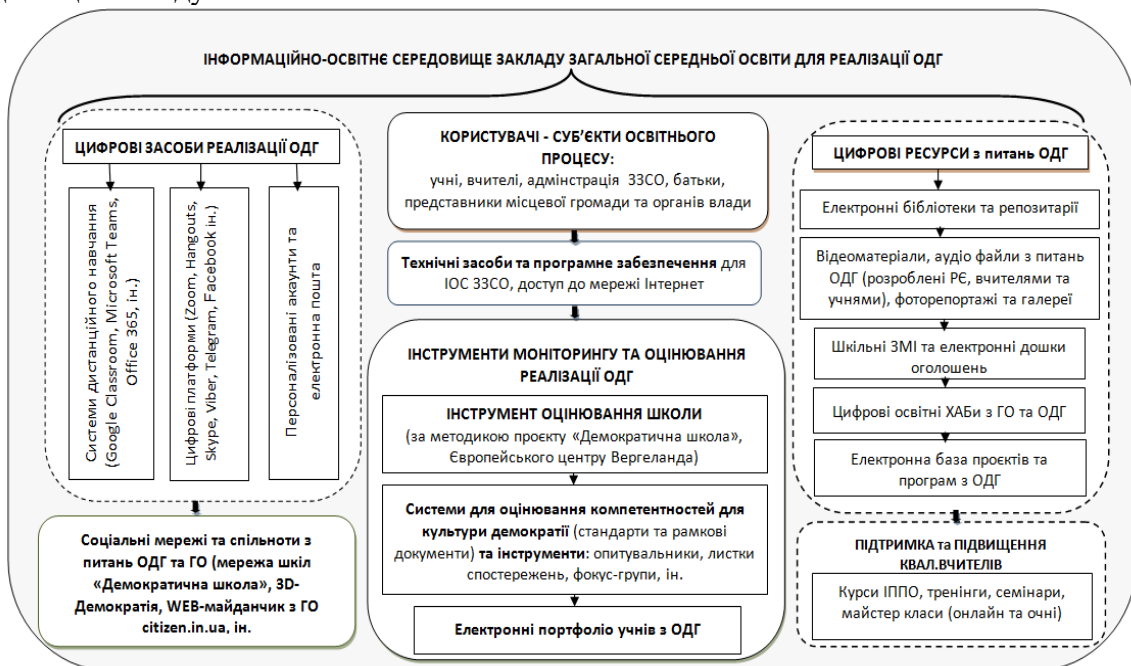 ІНФОРМАЦІЙНО-ОСВІТНЄ СЕРЕДОВИЩЕ ЗАКЛАДУ ЗАГАЛЬНОЇ СЕРЕДНЬОЇ ОСВІТИ ДЛЯ РЕАЛІЗАЦІЇ ОДГ
ЦИФРОВІ ЗАСОБИ РЕАЛІЗАЦІЇ ОДГ
Системи дистанційного навчання
(Google Classroom, Microsoft Teams,
Office 365, ін.)
Цифрові платформи (Zoom, Hangouts,
Skype, Viber, Telegram, Facebook ін.)
Персоналізовані акаунти та
електронна пошта
Соціальні мережі та спільноти з
питань ОДГ та ГО (мережа шкіл
«Демократична школа», 3D-
Демократія, WEB-майданчик з ГО
citizen.in.ua, ін.
КОРИСТУВАЧІ - СУБ’ЄКТИ ОСВІТНЬОГО
ПРОЦЕСУ:
учні, вчителі, адмінстрація ЗЗСО, батьки,
представники місцевої громади та органів влади
Технічні засоби та програмне забезпечення для
ІОС ЗЗСО, доступ до мережі Інтернет
ІНСТРУМЕНТИ МОНІТОРИНГУ ТА ОЦІНЮВАННЯ
РЕАЛІЗАЦІЇ ОДГ
ІНСТРУМЕНТ ОЦІНЮВАННЯ ШКОЛИ
(за методикою проєкту «Демократична школа»,
Європейського центру Вергеланда)
Системи для оцінювання компетентностей для
культури демократії (стандарти та рамкові
документи) та інструменти: опитувальники, листки
спостережень, фокус-групи, ін.
Електронні портфоліо учнів з ОДГ
ЦИФРОВІ РЕСУРСИ з питань ОДГ
Електронні бібліотеки та репозитарії
Відеоматеріали, аудіо файли з питань
ОДГ (розроблені РЄ, вчителями та
учнями), фоторепортажі та галереї
Шкільні ЗМІ та електронні дошки
оголошень
Цифрові освітні ХАБи з ГО та ОДГ
Електронна база проєктів та
програм з ОДГ
ПІДТРИМКА та ПІДВИЩЕННЯ
КВАЛ.ВЧИТЕЛІВ
Курси ІППО, тренінги, семінари,
майстер класи (онлайн та очні)